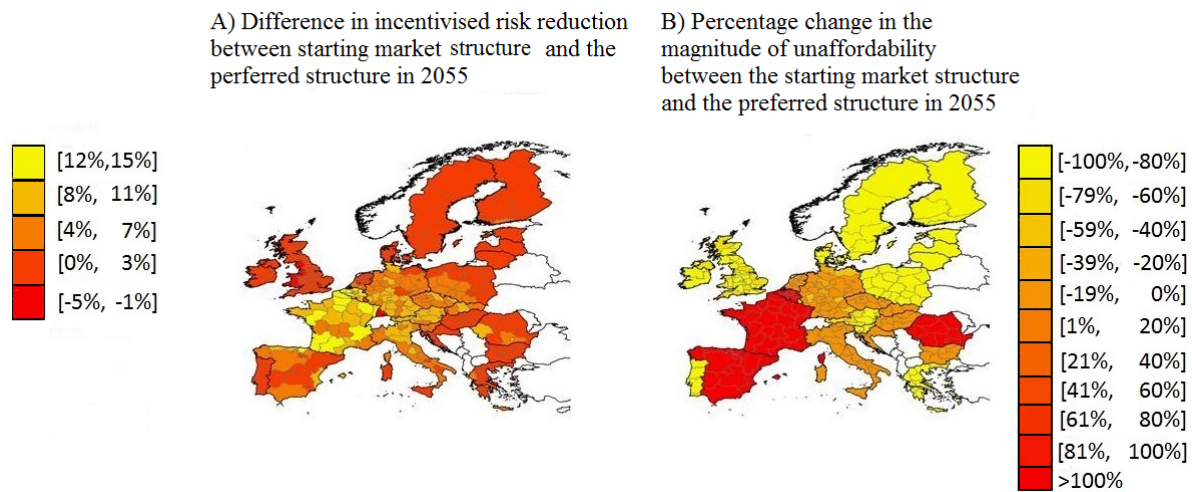 A) Difference in incentivised risk reduction
between starting market structure and the
perferred structure in 2055
B) Percentage change in the
magnitude of unaffordability
between the starting market structure
and the preferred structure in 2055
[12%,15%]
[8%, 11%]
[4%, 7%]
[0%, 3%]
[-5%, -1%]
[-100%,-80%]
[-79%, -60%]
[-59%, -40%]
[-39%, -20%]
[-19%, 0%]
[1%, 20%]
[21%, 40%]
[41%, 60%]
[61%, 80%]
[81%, 100%]
>100%